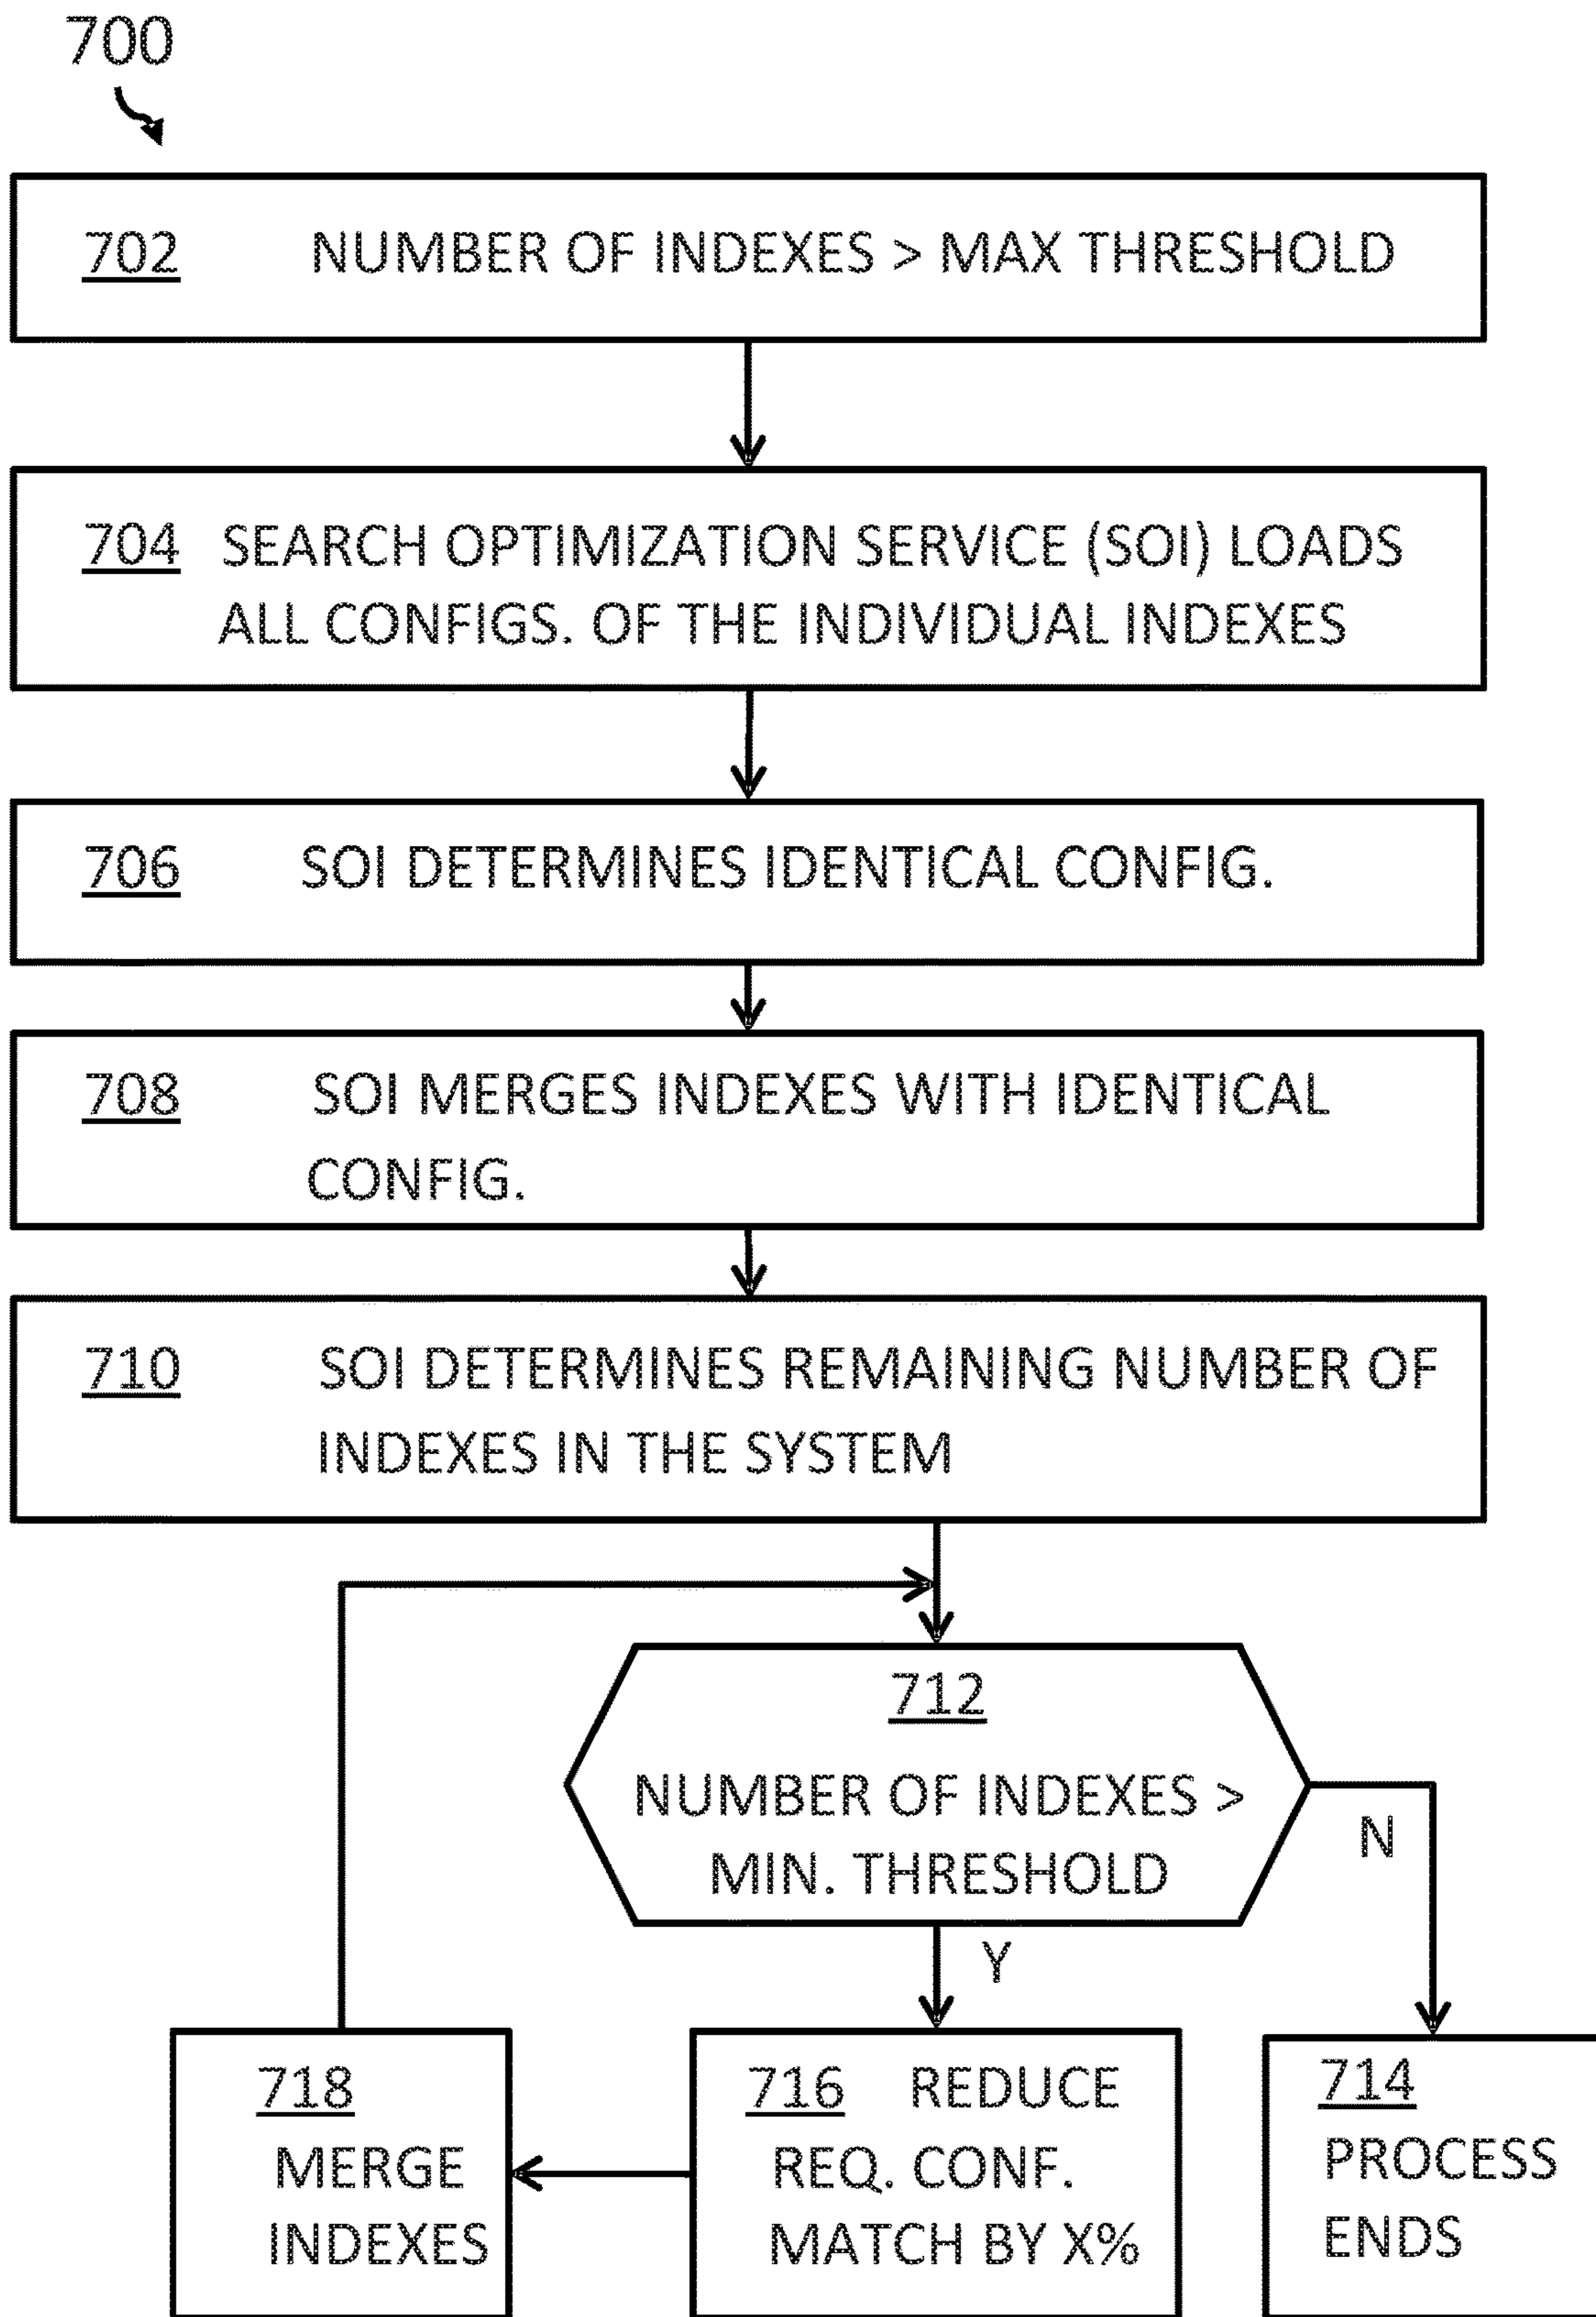 700
702 NUMBER OF INDEXES > MAX THRESHOLD
704 SEARCH OPTIMIZATION SERVICE (SOI) LOADS
ALL CONFIGS. OF THE INDIVIDUAL INDEXES
706 SOI DETERMINES IDENTICAL CONFIG.
708 SOI MERGES INDEXES WITH IDENTICAL
CONFIG.
710 SOI DETERMINES REMAINING NUMBER OF
INDEXES IN THE SYSTEM
712
NUMBER OF INDEXES >
MIN. THRESHOLD
N
Y
718
MERGE
INDEXES
716 REDUCE
REQ. CONF.
MATCH BY X%
714
PROCESS
ENDS